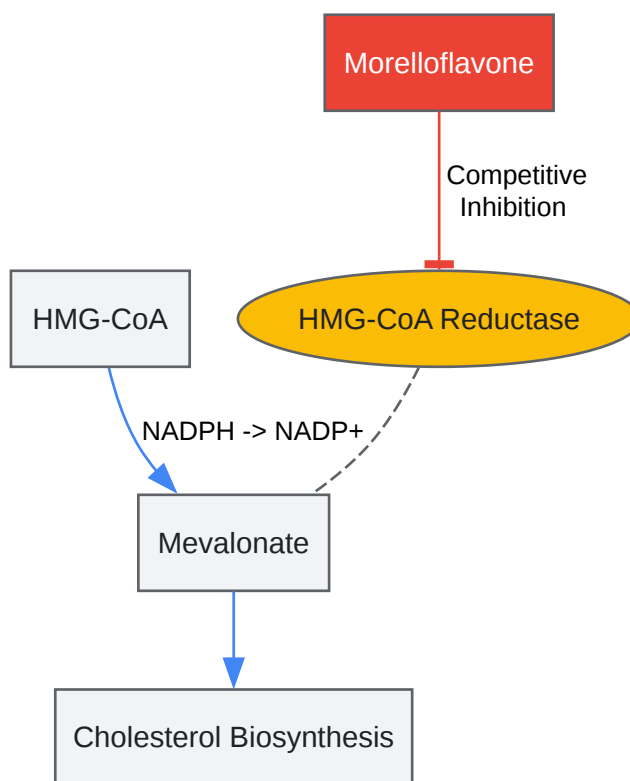 Morelloflavone
Competitive
Inhibition
HMG-CoA
HMG-CoA Reductase
NADPH -> NADP+
Mevalonate
Cholesterol Biosynthesis